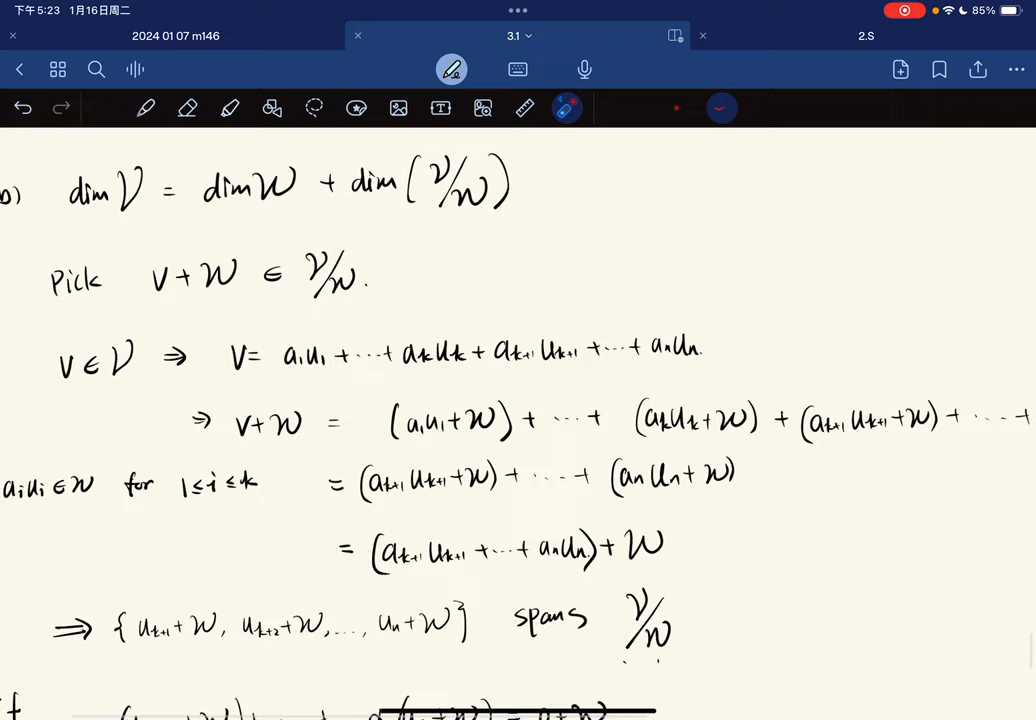 下午5:23 1月16日周二
85%
2024 01 07 m146
3.1
2.S
b) dim V = dim W + dim (V/W)
Pick v + W ∈ V/W.
v ∈ V ⇒ v = a₁u₁ + ⋯ + aₖuₖ + aₖ₊₁uₖ₊₁ + ⋯ + aₙuₙ.
⇒ v + W = (a₁u₁ + W) + ⋯ + (aₖuₖ + W) + (aₖ₊₁uₖ₊₁ + W) + ⋯ +
aᵢuᵢ ∈ W for 1 ≤ i ≤ k = (aₖ₊₁uₖ₊₁ + W) + ⋯ + (aₙuₙ + W)
= (aₖ₊₁uₖ₊₁ + ⋯ + aₙuₙ) + W
⇒ {uₖ₊₁ + W, uₖ₊₂ + W, ..., uₙ + W} spans V/W